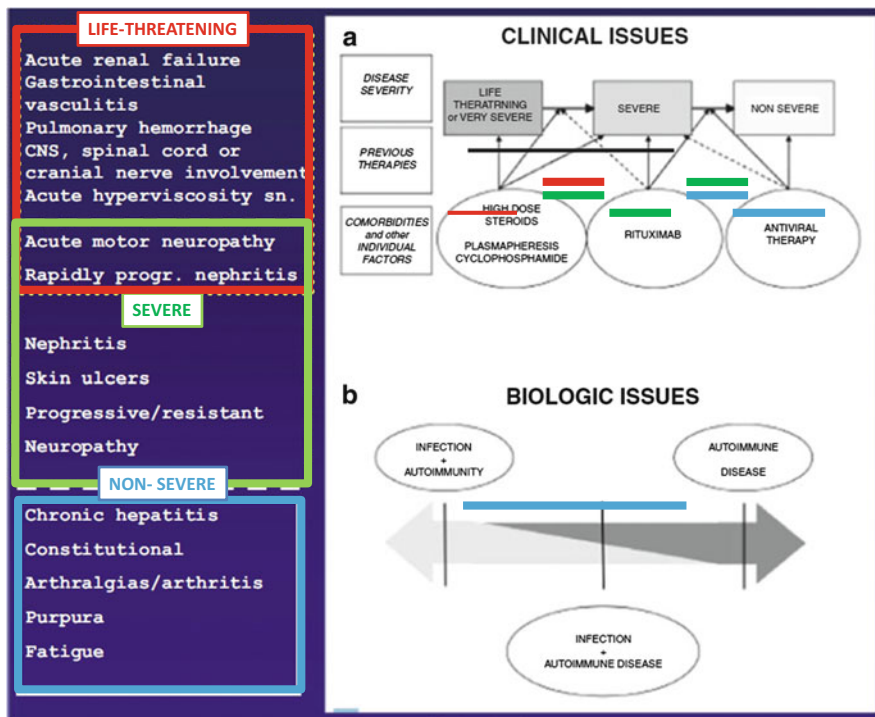 LIFE-THREATENING
Acute renal failure
Gastrointestinal
vasculitis
Pulmonary hemorrhage
CNS, spinal cord or
cranial nerve involvement
Acute hyperviscosity sn.
Acute motor neuropathy
Rapidly progr. nephritis
SEVERE
Nephritis
Skin ulcers
Progressive/resistant
Neuropathy
NON- SEVERE
Chronic hepatitis
Constitutional
Arthralgias/arthritis
Purpura
Fatigue
a
CLINICAL ISSUES
DISEASE
SEVERITY
PREVIOUS
THERAPIES
COMORBIDITIES
and other
INDIVIDUAL
FACTORS
LIFE
THERATRNING
or VERY SEVERE
SEVERE
NON SEVERE
HIGH DOSE
STEROIDS
PLASMAPHERESIS
CYCLOPHOSPHAMIDE
RITUXIMAB
ANTIVIRAL
THERAPY
b
BIOLOGIC ISSUES
INFECTION
+
AUTOIMMUNITY
AUTOIMMUNE
DISEASE
INFECTION
+
AUTOIMMUNE DISEASE